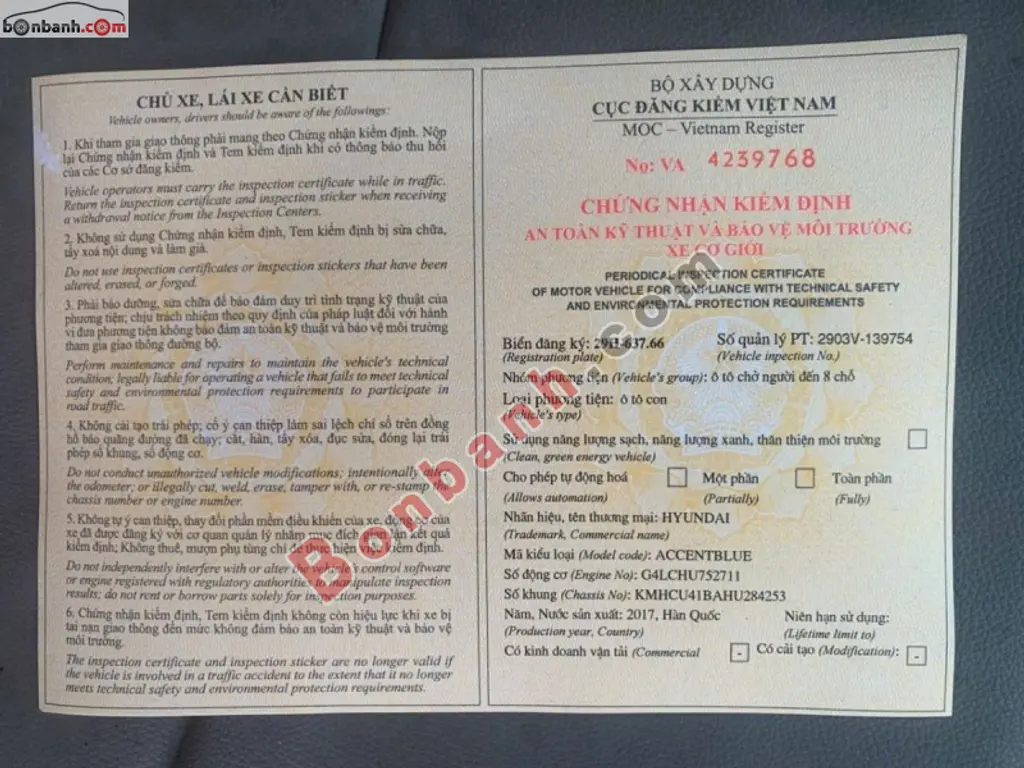 bonbanh.com
CHỦ XE, LÁI XE CẦN BIẾT
Vehicle owners, drivers should be aware of the followings:
1. Khi tham gia giao thông phải mang theo Chứng nhận kiểm định. Nộp
lại Chứng nhận kiểm định và Tem kiểm định khi có thông báo thu hồi
của các Cơ sở đăng kiểm.
Vehicle operators must carry the inspection certificate while in traffic.
Return the inspection certificate and inspection sticker when receiving
a withdrawal notice from the Inspection Centers.
2. Không sử dụng Chứng nhận kiểm định, Tem kiểm định bị sửa chữa,
tẩy xoá nội dung và làm giả.
Do not use inspection certificates or inspection stickers that have been
altered, erased, or forged.
3. Phải bảo dưỡng, sửa chữa để bảo đảm duy trì tình trạng kỹ thuật của
phương tiện; chịu trách nhiệm theo quy định của pháp luật đối với hành
vi đưa phương tiện không bảo đảm an toàn kỹ thuật và bảo vệ môi trường
tham gia giao thông đường bộ.
Perform maintenance and repairs to maintain the vehicle's technical
condition; legally liable for operating a vehicle that fails to meet technical
safety and environmental protection requirements to participate in
road traffic.
4. Không cải tạo trái phép; cố ý can thiệp làm sai lệch chỉ số trên đồng
hồ báo quãng đường đã chạy; cắt, hàn, tẩy xóa, đục sửa, đóng lại trái
phép số khung, số động cơ.
Do not conduct unauthorized vehicle modifications; intentionally alter
the odometer; or illegally cut, weld, erase, tamper with, or re-stamp the
chassis number or engine number.
5. Không tự ý can thiệp, thay đổi phần mềm điều khiển của xe, động cơ của
xe đã được đăng ký với cơ quan quản lý nhằm mục đích gian lận kết quả
kiểm định; Không thuê, mượn phụ tùng chỉ để thực hiện việc kiểm định.
Do not independently interfere with or alter the vehicle control software
or engine registered with regulatory authorities to manipulate inspection
results; do not rent or borrow parts solely for inspection purposes.
6. Chứng nhận kiểm định, Tem kiểm định không còn hiệu lực khi xe bị
tai nạn giao thông đến mức không đảm bảo an toàn kỹ thuật và bảo vệ
môi trường.
The inspection certificate and inspection sticker are no longer valid if
the vehicle is involved in a traffic accident to the extent that it no longer
meets technical safety and environmental protection requirements.
BỘ XÂY DỰNG
CỤC ĐĂNG KIỂM VIỆT NAM
MOC – Vietnam Register
No: VA 4239768
CHỨNG NHẬN KIỂM ĐỊNH
AN TOÀN KỸ THUẬT VÀ BẢO VỆ MÔI TRƯỜNG
XE CƠ GIỚI
PERIODICAL INSPECTION CERTIFICATE
OF MOTOR VEHICLE FOR COMPLIANCE WITH TECHNICAL SAFETY
AND ENVIRONMENTAL PROTECTION REQUIREMENTS
Biển đăng ký: 29H-637.66 Số quản lý PT: 2903V-139754
(Registration plate) (Vehicle inspection No.)
Nhóm phương tiện (Vehicle's group): ô tô chở người đến 8 chỗ
Loại phương tiện: ô tô con
(Vehicle's type)
Sử dụng năng lượng sạch, năng lượng xanh, thân thiện môi trường
(Clean, green energy vehicle)
Cho phép tự động hoá Một phần Toàn phần
(Allows automation) (Partially) (Fully)
Nhãn hiệu, tên thương mại: HYUNDAI
(Trademark, Commercial name)
Mã kiểu loại (Model code): ACCENTBLUE
Số động cơ (Engine No): G4LCHU752711
Số khung (Chassis No): KMHCU41BAHU284253
Năm, Nước sản xuất: 2017, Hàn Quốc Niên hạn sử dụng:
(Production year, Country) (Lifetime limit to)
Có kinh doanh vận tải (Commercial - Có cải tạo (Modification): -
Bonbanh.com